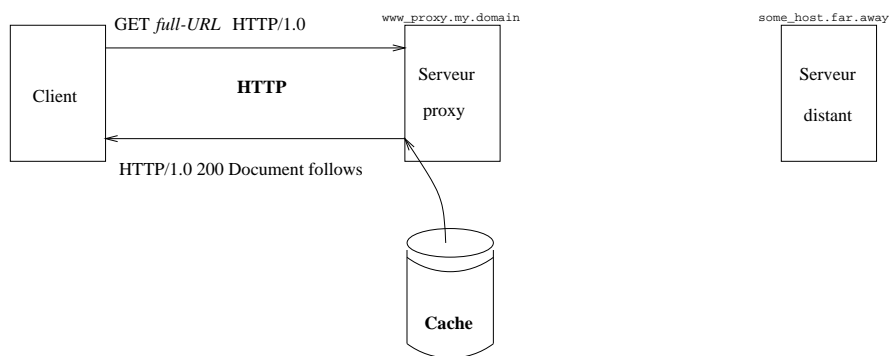 GET full-URL HTTP/1.0
www_proxy.my.domain
some_host.far.away
Client
HTTP
Serveur
proxy
Serveur
distant
HTTP/1.0 200 Document follows
Cache